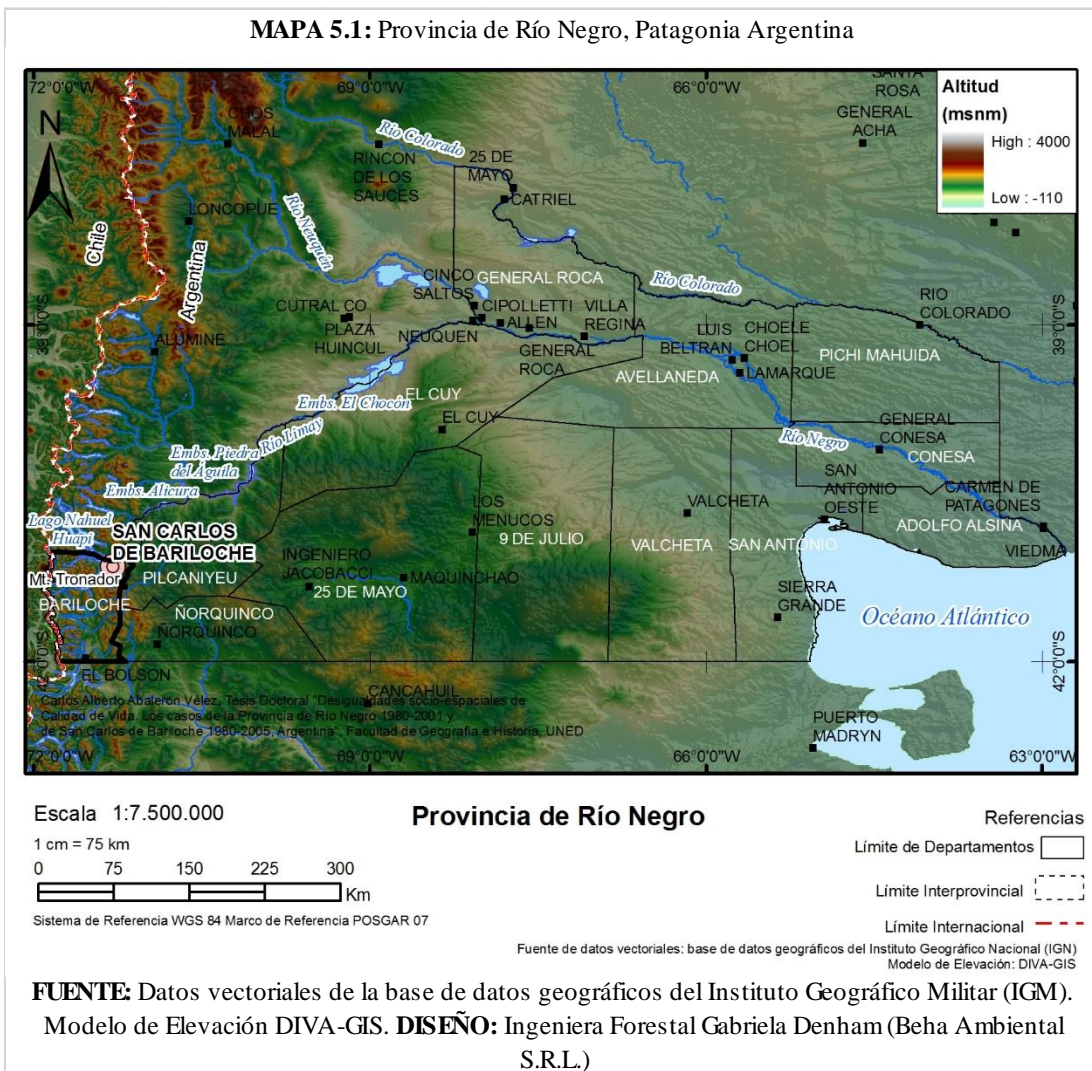 MAPA 5.1: Provincia de Río Negro, Patagonia Argentina
72°0'0"W
69°0'0"W
66°0'0"W
SANTA
ROSA
GENERAL
ACHA
Altitud
(msnm)
High : 4000
Low : -110
N
CHOS
MALAL
Río Colorado
RINCON
DE LOS
SAUCES
25 DE
MAYO
CATRIEL
LONCOPUE
Río Neuquén
Chile
Argentina
CINCO
SALTOS
GENERAL ROCA
Río Colorado
RIO
COLORADO
CUTRAL CO
PLAZA
HUINCUL
CIPOLLETTI
ALLEN
VILLA
REGINA
NEUQUEN
GENERAL
ROCA
LUIS
BELTRAN
CHOELE
CHOEL
LAMARQUE
PICHI MAHUIDA
39°0'0"S
39°0'0"S
ALUMINE
AVELLANEDA
Embs. El Chocón
EL CUY
EL CUY
Río Limay
Embs. Piedra
del Águila
Embs. Alicura
Río Negro
GENERAL
CONESA
CONESA
SAN
ANTONIO
OESTE
CARMEN DE
PATAGONES
ADOLFO ALSINA
VIEDMA
Lago Nahuel
Huapi
SAN CARLOS
DE BARILOCHE
LOS
MENUCOS
9 DE JULIO
VALCHETA
VALCHETA
SAN ANTONIO
Mt. Tronador
BARILOCHE
PILCANIYEU
INGENIERO
JACOBACCI
25 DE MAYO
MAQUINCHAO
SIERRA
GRANDE
Océano Atlántico
ÑORQUINCO
ÑORQUINCO
42°0'0"S
42°0'0"S
EL BOLSON
CANCAHUIL
Carlos Alberto Abalerón Vélez, Tesis Doctoral "Desigualdades socio-espaciales de
Calidad de Vida. Los casos de la Provincia de Río Negro 1980-2001 y
de San Carlos de Bariloche 1980-2005, Argentina", Facultad de Geografía e Historia, UNED
PUERTO
MADRYN
72°0'0"W
69°0'0"W
66°0'0"W
63°0'0"W
Escala 1:7.500.000
Provincia de Río Negro
Referencias
1 cm = 75 km
0 75 150 225 300
Km
Límite de Departamentos
Límite Interprovincial
Límite Internacional
Sistema de Referencia WGS 84 Marco de Referencia POSGAR 07
Fuente de datos vectoriales: base de datos geográficos del Instituto Geográfico Nacional (IGN)
Modelo de Elevación: DIVA-GIS
FUENTE: Datos vectoriales de la base de datos geográficos del Instituto Geográfico Militar (IGM).
Modelo de Elevación DIVA-GIS. DISEÑO: Ingeniera Forestal Gabriela Denham (Beha Ambiental
S.R.L.)